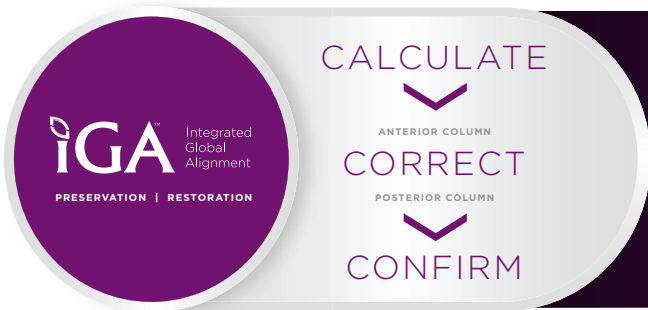 iGA™
Integrated
Global
Alignment
PRESERVATION | RESTORATION
CALCULATE
ANTERIOR COLUMN
CORRECT
POSTERIOR COLUMN
CONFIRM